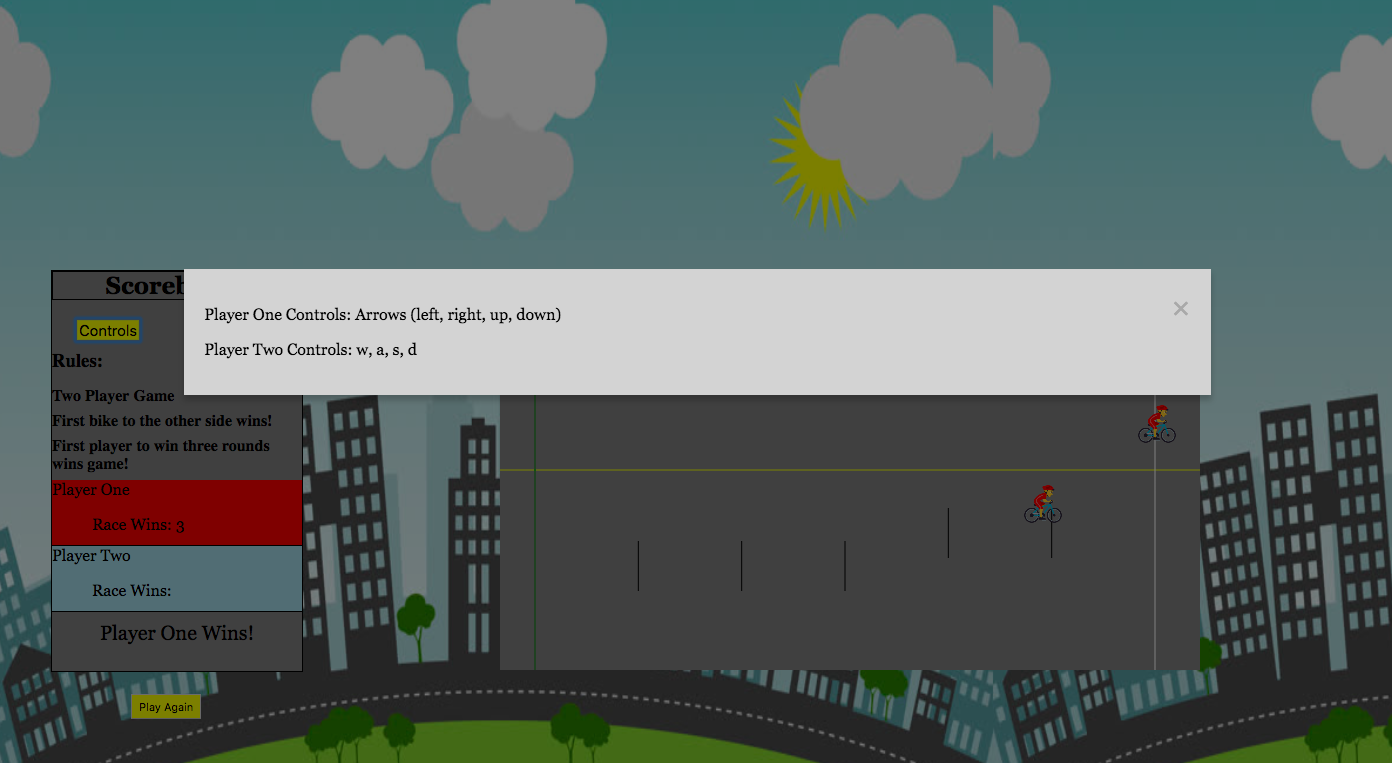 Scoreb
Player One Controls: Arrows (left, right, up, down)
×
Player Two Controls: w, a, s, d
Controls
Rules:
Two Player Game
First bike to the other side wins!
First player to win three rounds
wins game!
Player One
Race Wins: 3
Player Two
Race Wins:
Player One Wins!
Play Again